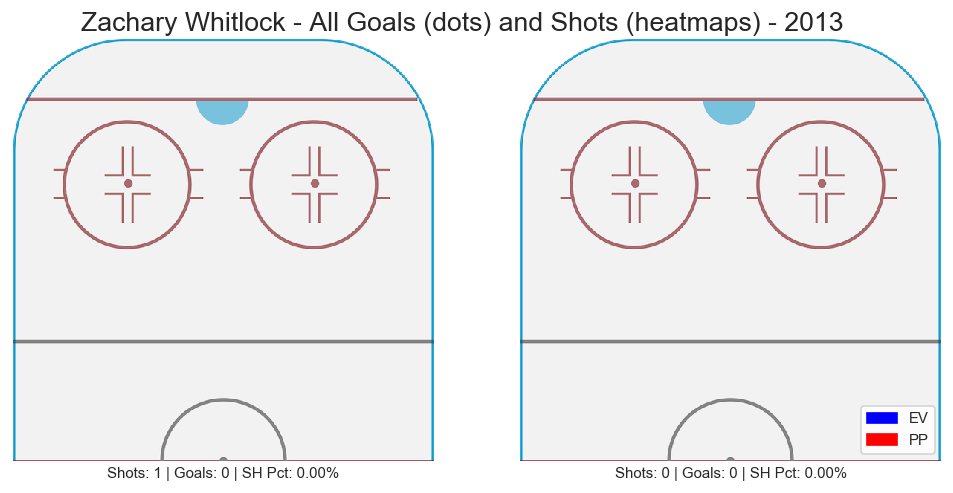 Zachary Whitlock - All Goals (dots) and Shots (heatmaps) - 2013
EV
PP
Shots: 1 | Goals: 0 | SH Pct: 0.00%
Shots: 0 | Goals: 0 | SH Pct: 0.00%